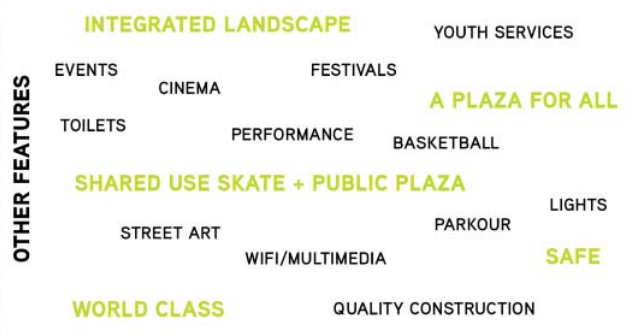 OTHER FEATURES
INTEGRATED LANDSCAPE
YOUTH SERVICES
EVENTS
CINEMA
FESTIVALS
A PLAZA FOR ALL
TOILETS
PERFORMANCE
BASKETBALL
SHARED USE SKATE + PUBLIC PLAZA
LIGHTS
STREET ART
PARKOUR
WIFI/MULTIMEDIA
SAFE
WORLD CLASS
QUALITY CONSTRUCTION